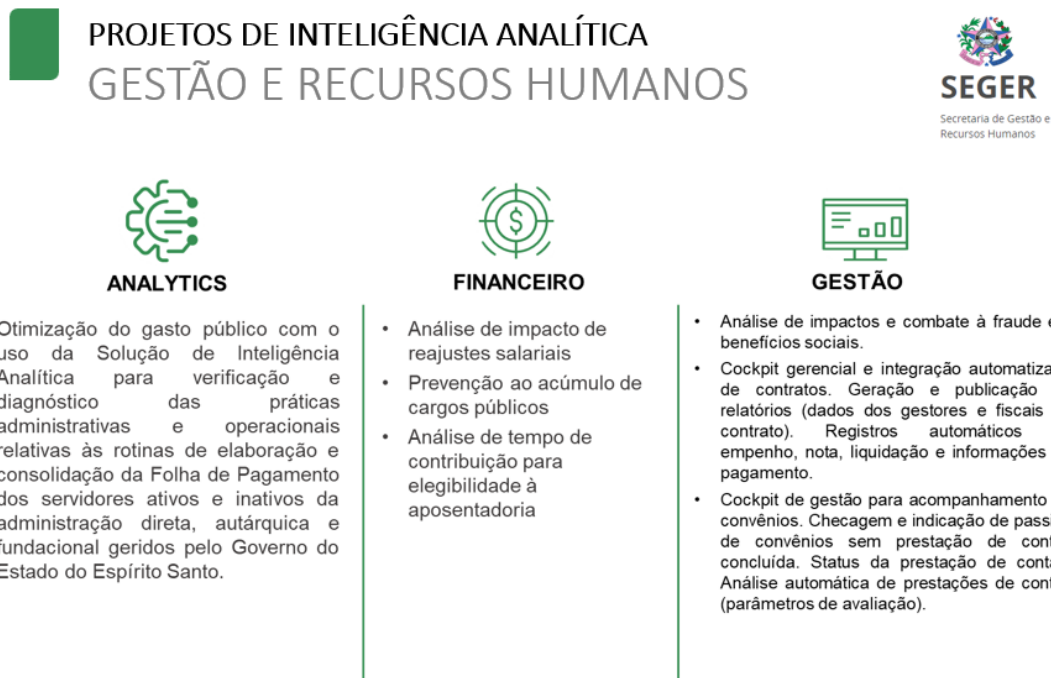 PROJETOS DE INTELIGÊNCIA ANALÍTICA
GESTÃO E RECURSOS HUMANOS
SEGER
Secretaria de Gestão e
Recursos Humanos
ANALYTICS
Otimização do gasto público com o
uso da Solução de Inteligência
Analítica para verificação e
diagnóstico das práticas
administrativas e operacionais
relativas às rotinas de elaboração e
consolidação da Folha de Pagamento
dos servidores ativos e inativos da
administração direta, autárquica e
fundacional geridos pelo Governo do
Estado do Espírito Santo.
FINANCEIRO
• Análise de impacto de
reajustes salariais
• Prevenção ao acúmulo de
cargos públicos
• Análise de tempo de
contribuição para
elegibilidade à
aposentadoria
GESTÃO
• Análise de impactos e combate à fraude
benefícios sociais.
• Cockpit gerencial e integração
de contratos. Geração e publicação
relatórios (dados dos gestores e fiscais
contrato). Registros automáticos
empenho, nota, liquidação e informações
pagamento.
• Cockpit de gestão para acompanhamento
convênios. Checagem e indicação de
de convênios sem prestação de
concluída. Status da prestação de
Análise automática de prestações de
(parâmetros de avaliação).